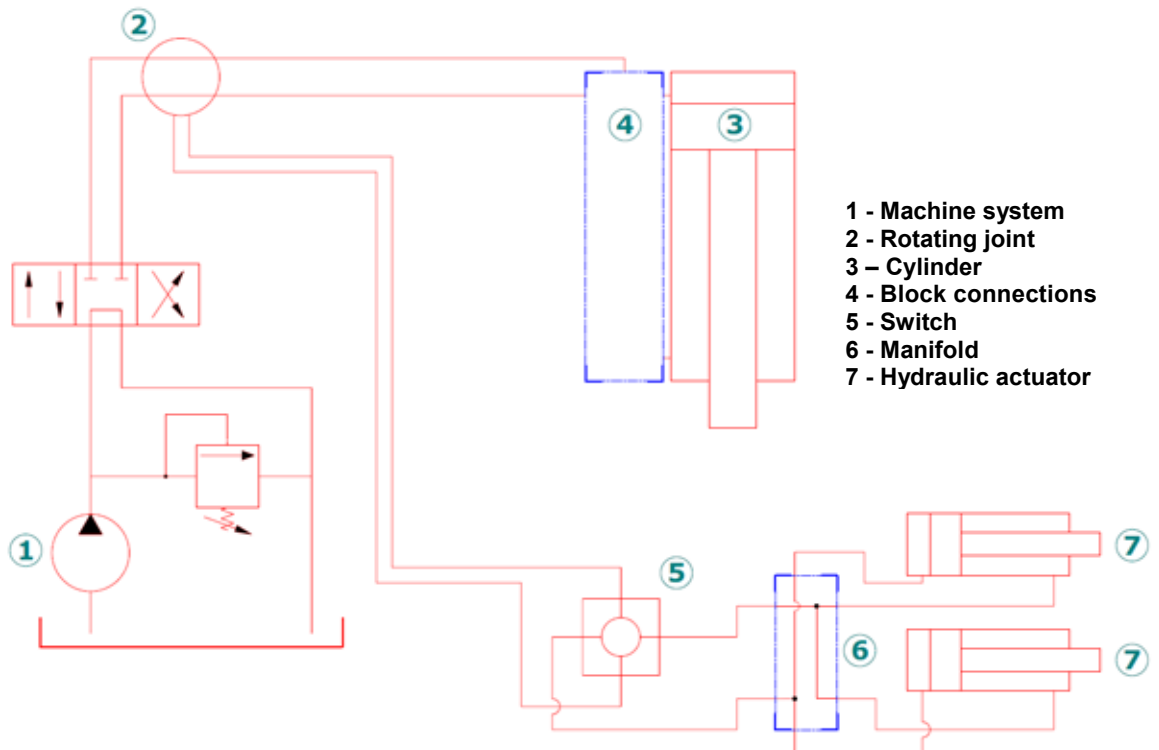 ②
④
③
1 - Machine system
2 - Rotating joint
3 – Cylinder
4 - Block connections
5 - Switch
6 - Manifold
7 - Hydraulic actuator
①
⑤
⑦
⑥
⑦